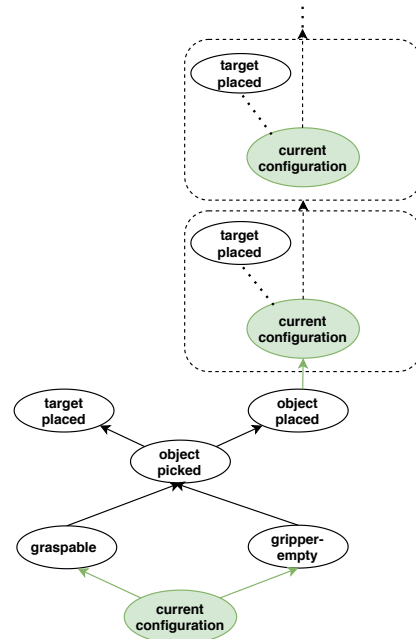 target
placed
current
configuration
target
placed
current
configuration
target
placed
object
placed
object
picked
graspable
gripper-
empty
current
configuration